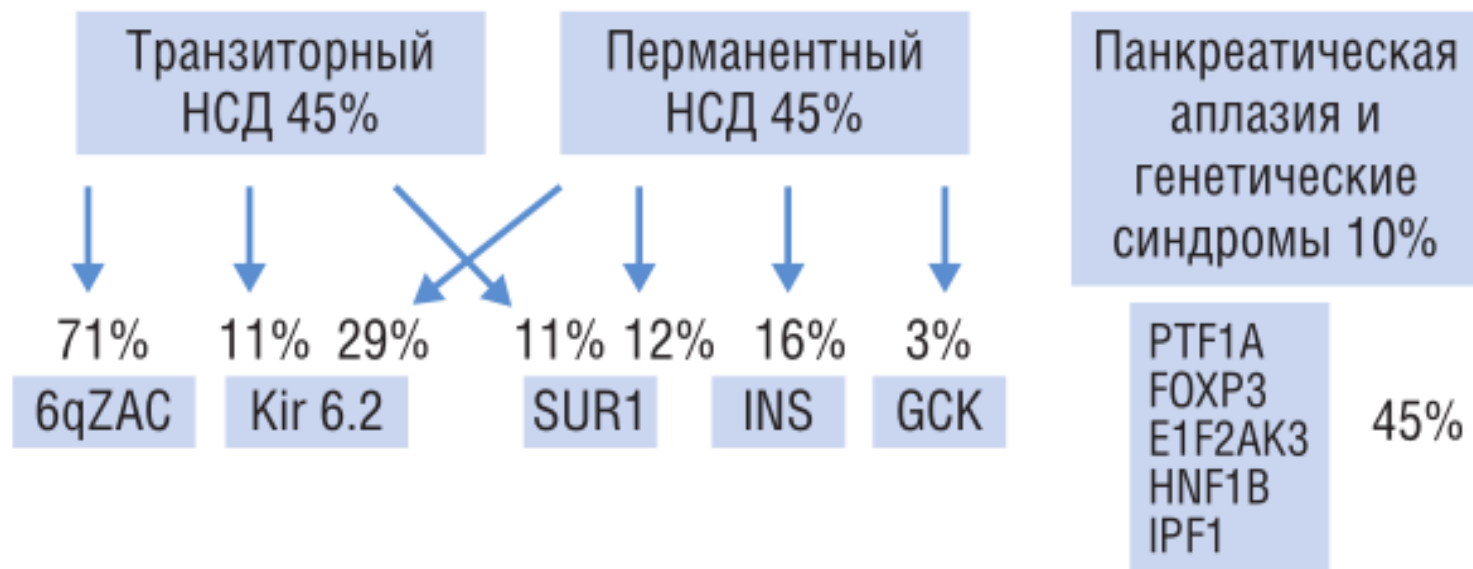 Транзиторный
НСД 45%
Перманентный
НСД 45%
Панкреатическая
аплазия и
генетические
синдромы 10%
71%
11%
29%
11%
12%
16%
3%
6qZAC
Kir 6.2
SUR1
INS
GCK
PTF1A
FOXP3
E1F2AK3
HNF1B
IPF1
45%